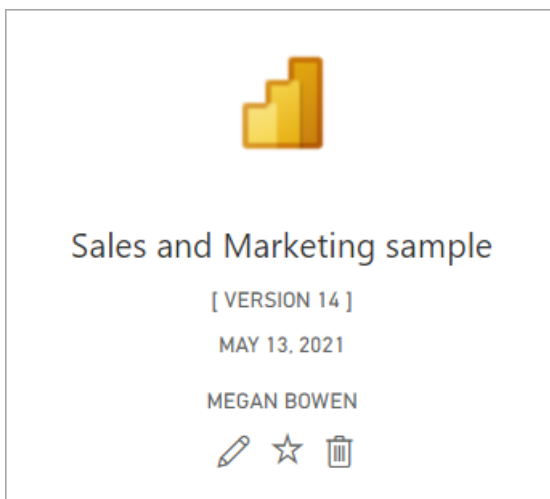 Sales and Marketing sample
[ VERSION 14 ]
MAY 13, 2021
MEGAN BOWEN